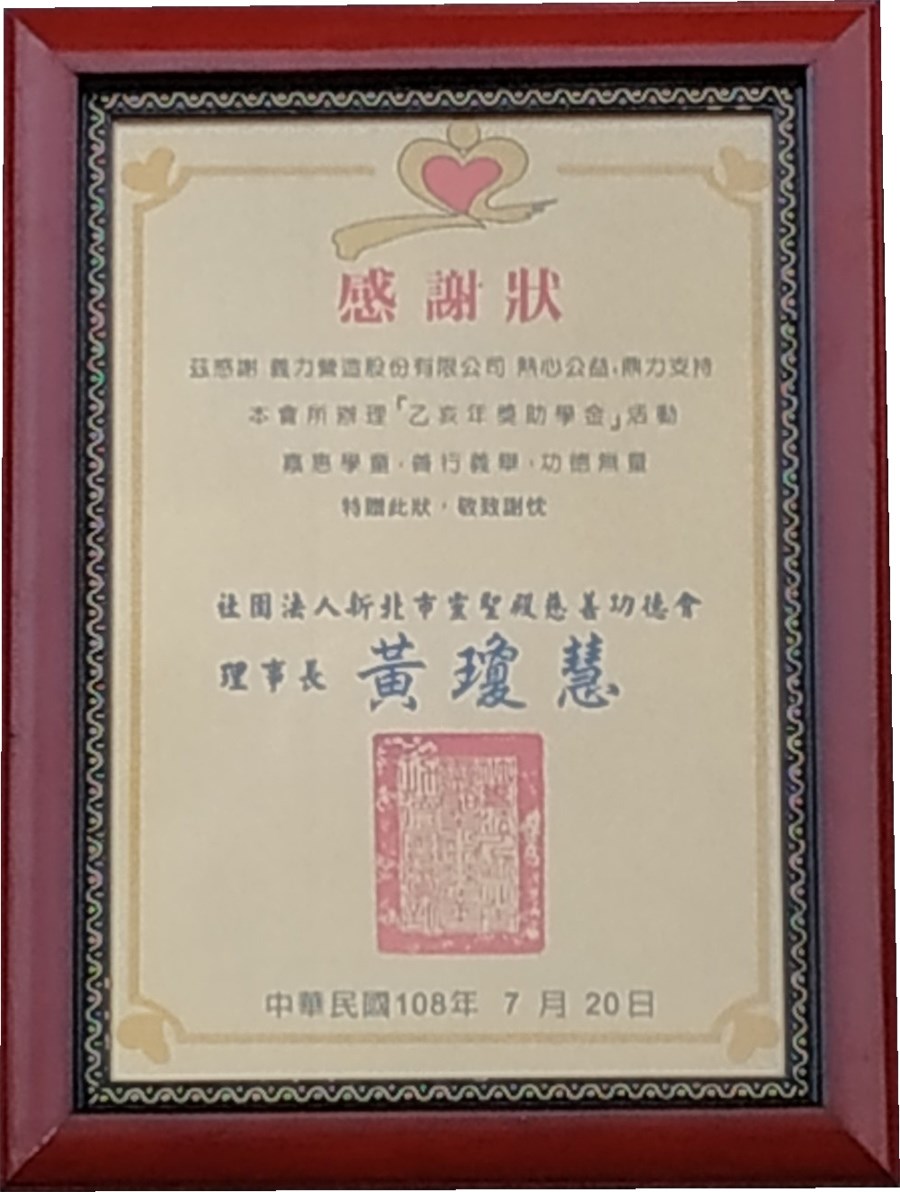 感謝狀
茲感謝 義力營造股份有限公司 熱心公益,鼎力支持
本會所辦理「乙亥年獎助學金」活動
嘉惠學童,善行義舉,功德無量
特贈此狀,敬致謝忱
社團法人新北市靈聖殿慈善功德會
理事長 黃瓊慧
中華民國108年 7 月 20日